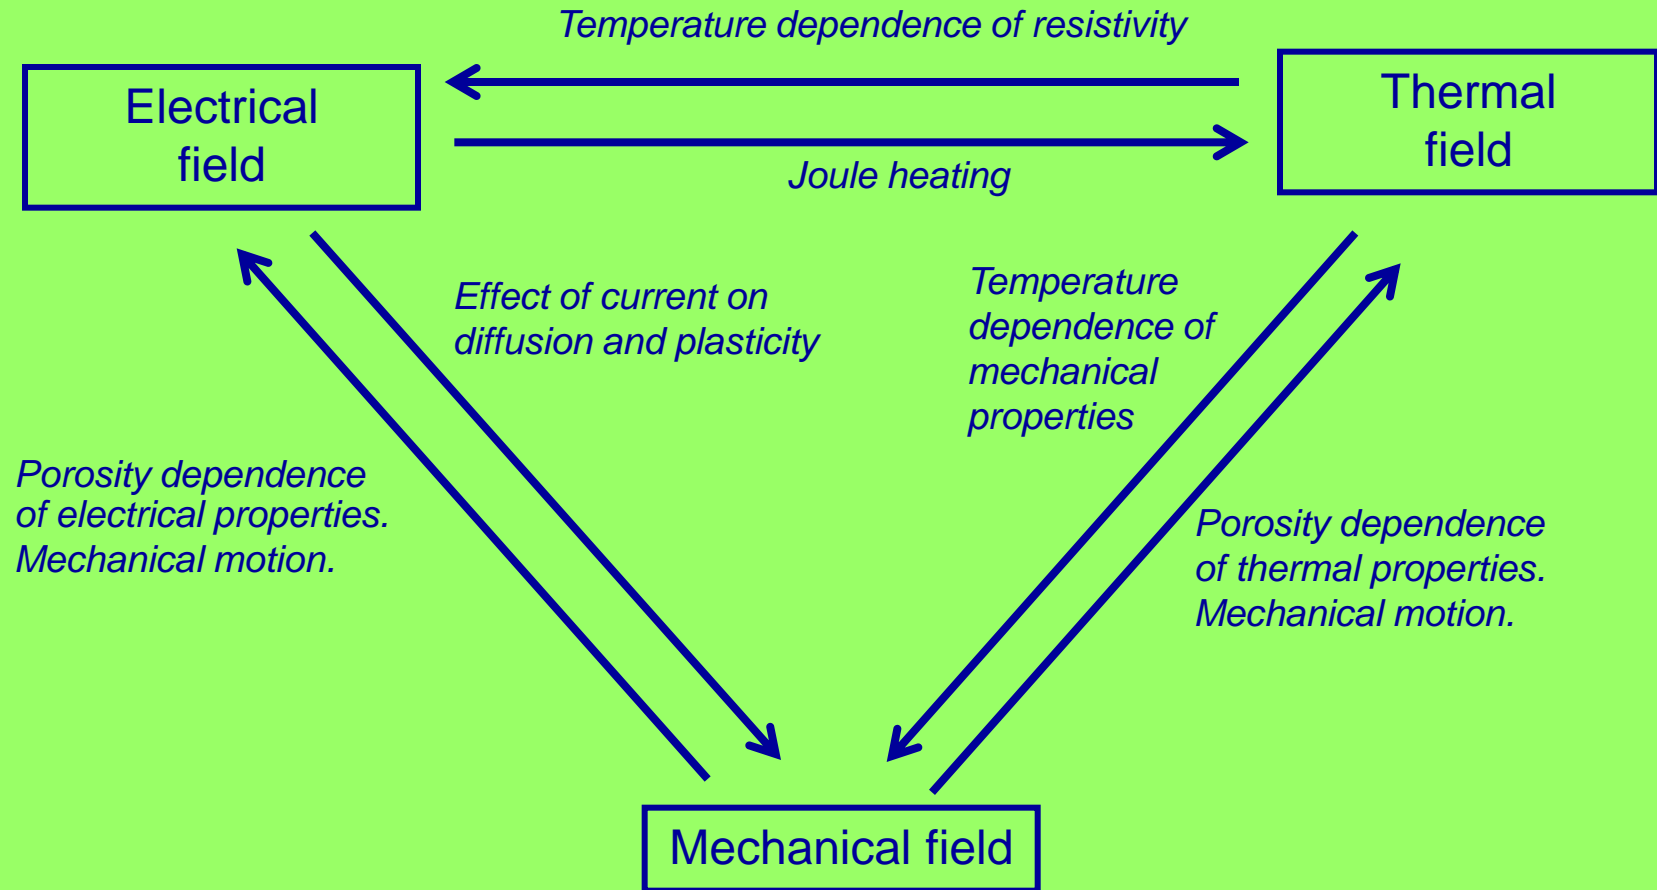 Temperature dependence of resistivity
Electrical
field
Thermal
field
Joule heating
Effect of current on
diffusion and plasticity
Temperature
dependence of
mechanical
properties
Porosity dependence
of electrical properties.
Mechanical motion.
Porosity dependence
of thermal properties.
Mechanical motion.
Mechanical field